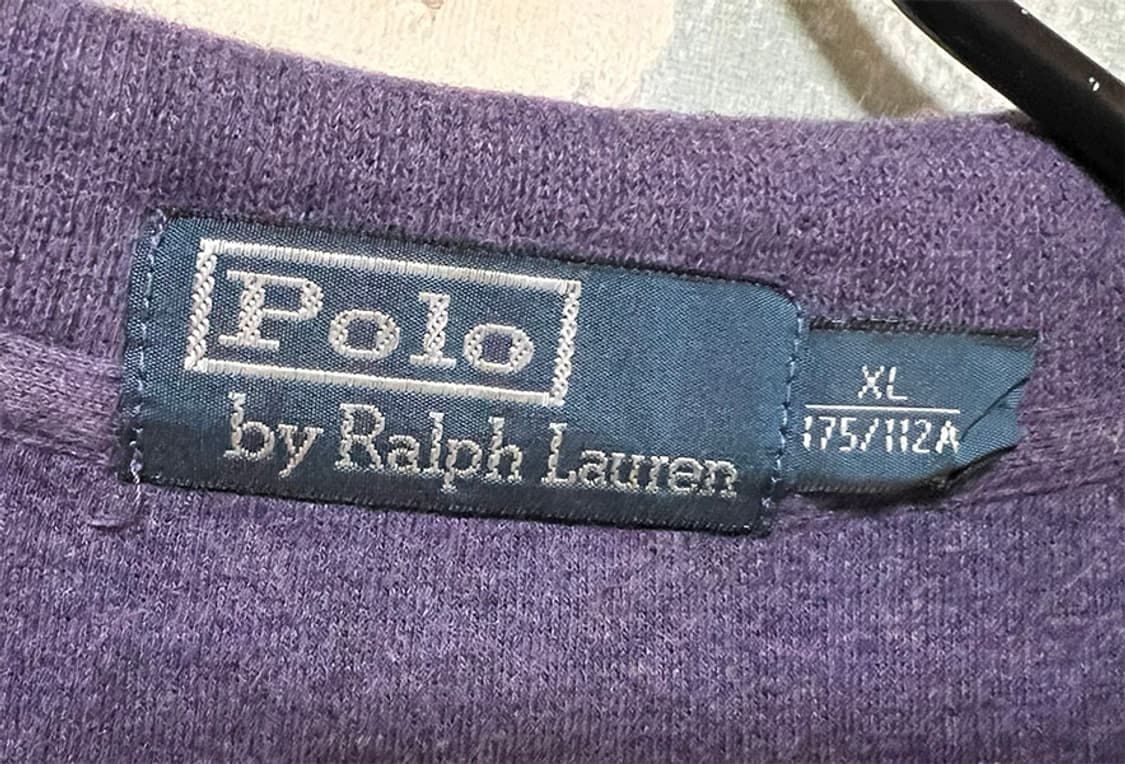 Polo
by Ralph Lauren
XL
175/112A